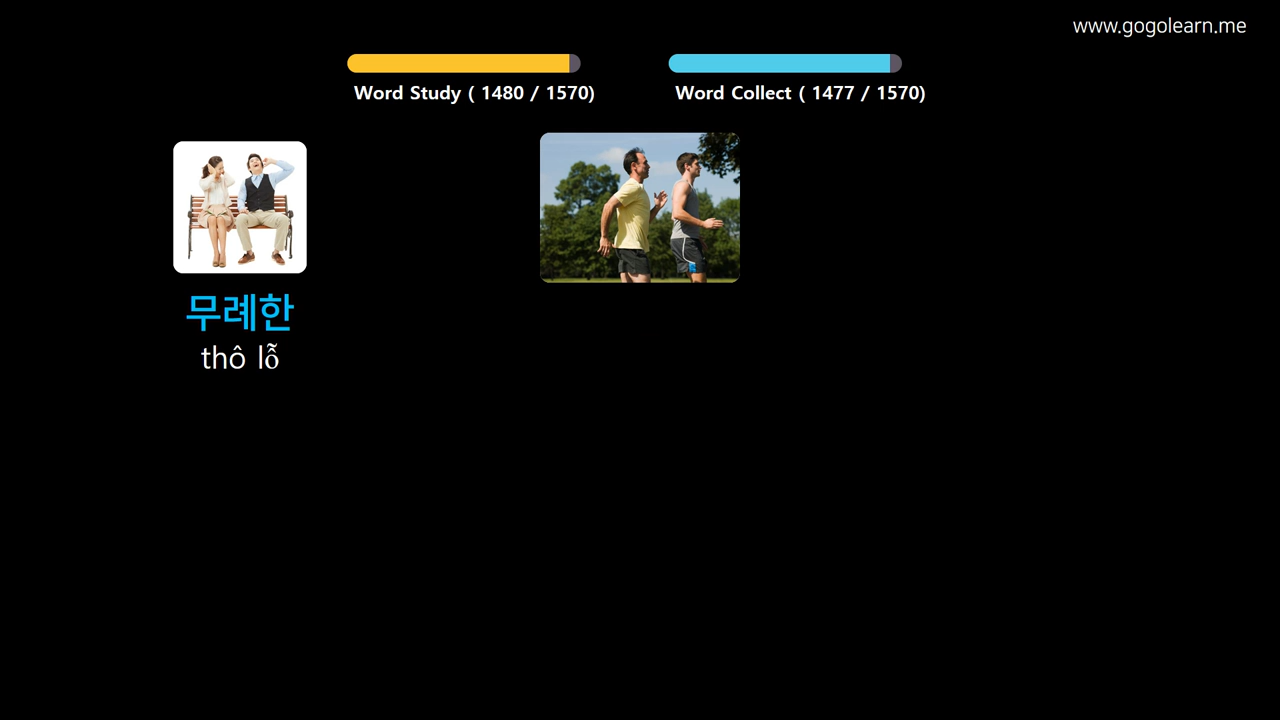 www.gogolearn.me
Word Study ( 1480 / 1570)
Word Collect ( 1477 / 1570)
무례한
thô lỗ